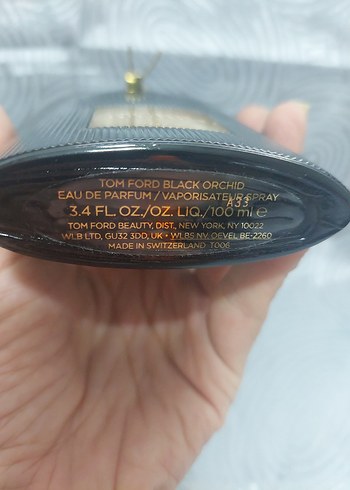 TOM FORD BLACK ORCHID
EAU DE PARFUM / VAPORISATEUR SPRAY
A33
3.4 FL. OZ./OZ. LIQ./100 ml ℮
TOM FORD BEAUTY, DIST., NEW YORK, NY 10022
WLB LTD, GU32 3DD, UK • WLBS NV. OEVEL BE-2260
MADE IN SWITZERLAND T006